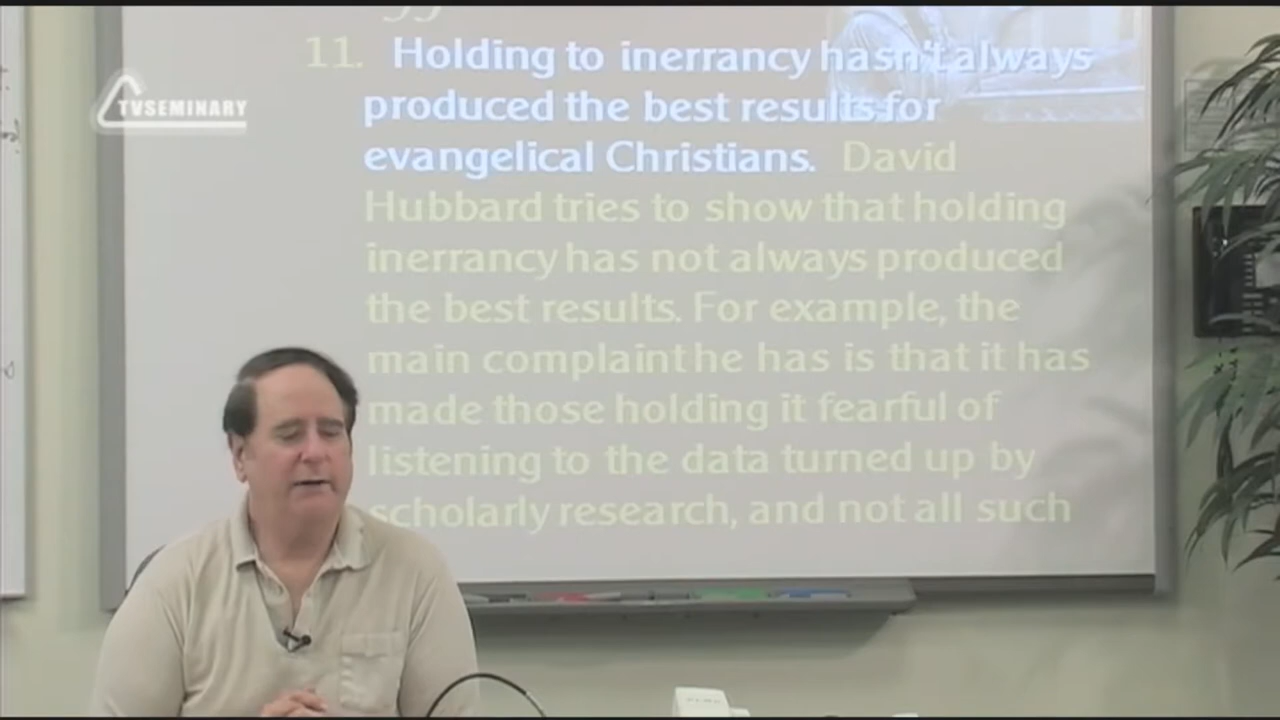 11. Holding to inerrancy hasn't always
produced the best results for
evangelical Christians. David
Hubbard tries to show that holding
inerrancy has not always produced
the best results. For example, the
main complaint he has is that it has
made those holding it fearful of
listening to the data turned up by
scholarly research, and not all such
TVSEMINARY